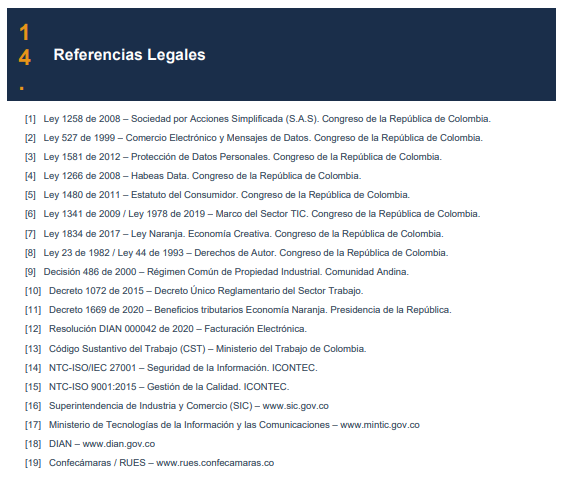 1
4
.
Referencias Legales
[1] Ley 1258 de 2008 – Sociedad por Acciones Simplificada (S.A.S). Congreso de la República de Colombia.
[2] Ley 527 de 1999 – Comercio Electrónico y Mensajes de Datos. Congreso de la República de Colombia.
[3] Ley 1581 de 2012 – Protección de Datos Personales. Congreso de la República de Colombia.
[4] Ley 1266 de 2008 – Habeas Data. Congreso de la República de Colombia.
[5] Ley 1480 de 2011 – Estatuto del Consumidor. Congreso de la República de Colombia.
[6] Ley 1341 de 2009 / Ley 1978 de 2019 – Marco del Sector TIC. Congreso de la República de Colombia.
[7] Ley 1834 de 2017 – Ley Naranja. Economía Creativa. Congreso de la República de Colombia.
[8] Ley 23 de 1982 / Ley 44 de 1993 – Derechos de Autor. Congreso de la República de Colombia.
[9] Decisión 486 de 2000 – Régimen Común de Propiedad Industrial. Comunidad Andina.
[10] Decreto 1072 de 2015 – Decreto Único Reglamentario del Sector Trabajo.
[11] Decreto 1669 de 2020 – Beneficios tributarios Economía Naranja. Presidencia de la República.
[12] Resolución DIAN 000042 de 2020 – Facturación Electrónica.
[13] Código Sustantivo del Trabajo (CST) – Ministerio del Trabajo de Colombia.
[14] NTC-ISO/IEC 27001 – Seguridad de la Información. ICONTEC.
[15] NTC-ISO 9001:2015 – Gestión de la Calidad. ICONTEC.
[16] Superintendencia de Industria y Comercio (SIC) – www.sic.gov.co
[17] Ministerio de Tecnologías de la Información y las Comunicaciones – www.mintic.gov.co
[18] DIAN – www.dian.gov.co
[19] Confecámaras / RUES – www.rues.confecamaras.co